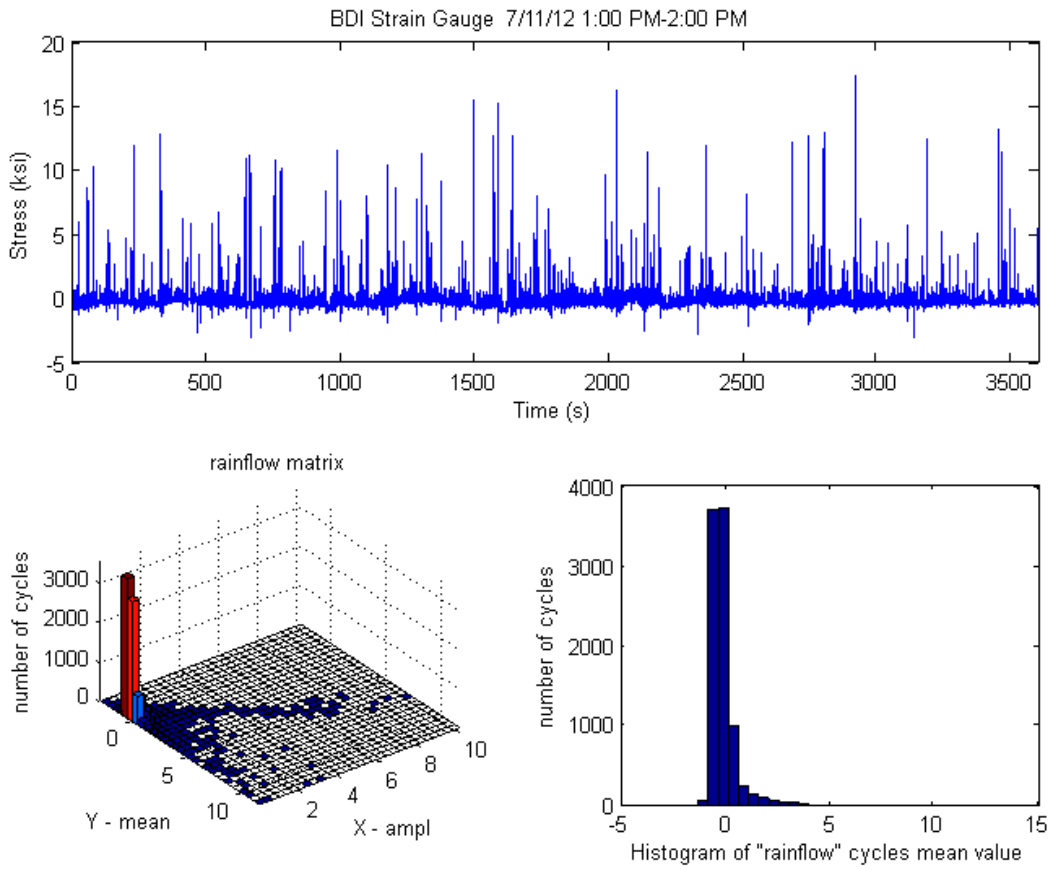 BDI Strain Gauge 7/11/12 1:00 PM-2:00 PM
20
15
10
5
0
-5
Stress (ksi)
0 500 1000 1500 2000 2500 3000 3500
Time (s)
rainflow matrix
3000
2000
1000
0
number of cycles
0 5 10
Y - mean
2 4 6 8 10
X - ampl
4000
3000
2000
1000
0
number of cycles
-5 0 5 10 15
Histogram of "rainflow" cycles mean value